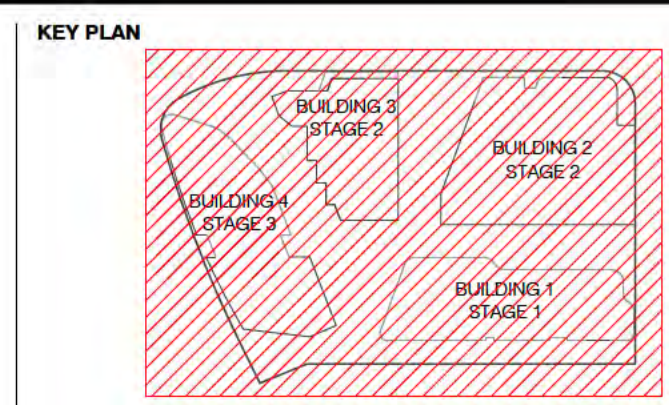 KEY PLAN
BUILDING 3
STAGE 2
BUILDING 2
STAGE 2
BUILDING 4
STAGE 3
BUILDING 1
STAGE 1